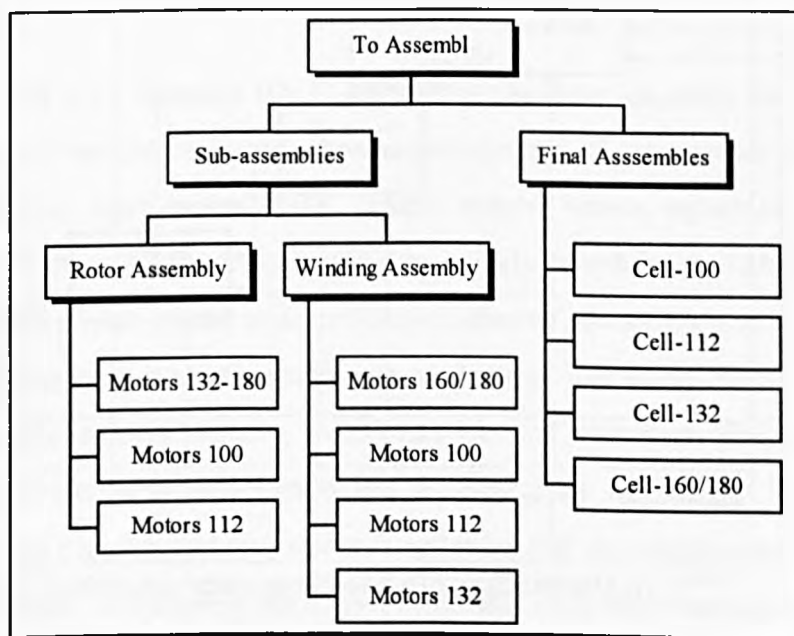 To Assembl
Sub-assemblies
Final Asssembles
Rotor Assembly
Winding Assembly
Motors 132-180
Motors 100
Motors 112
Motors 160/180
Motors 100
Motors 112
Motors 132
Cell-100
Cell-112
Cell-132
Cell-160/180